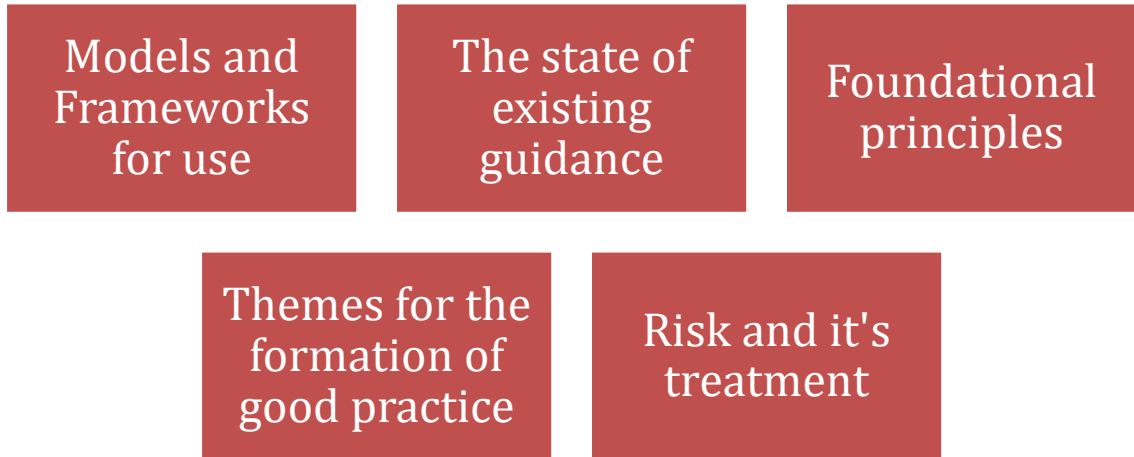 Models and
Frameworks
for use
The state of
existing
guidance
Foundational
principles
Themes for the
formation of
good practice
Risk and it's
treatment